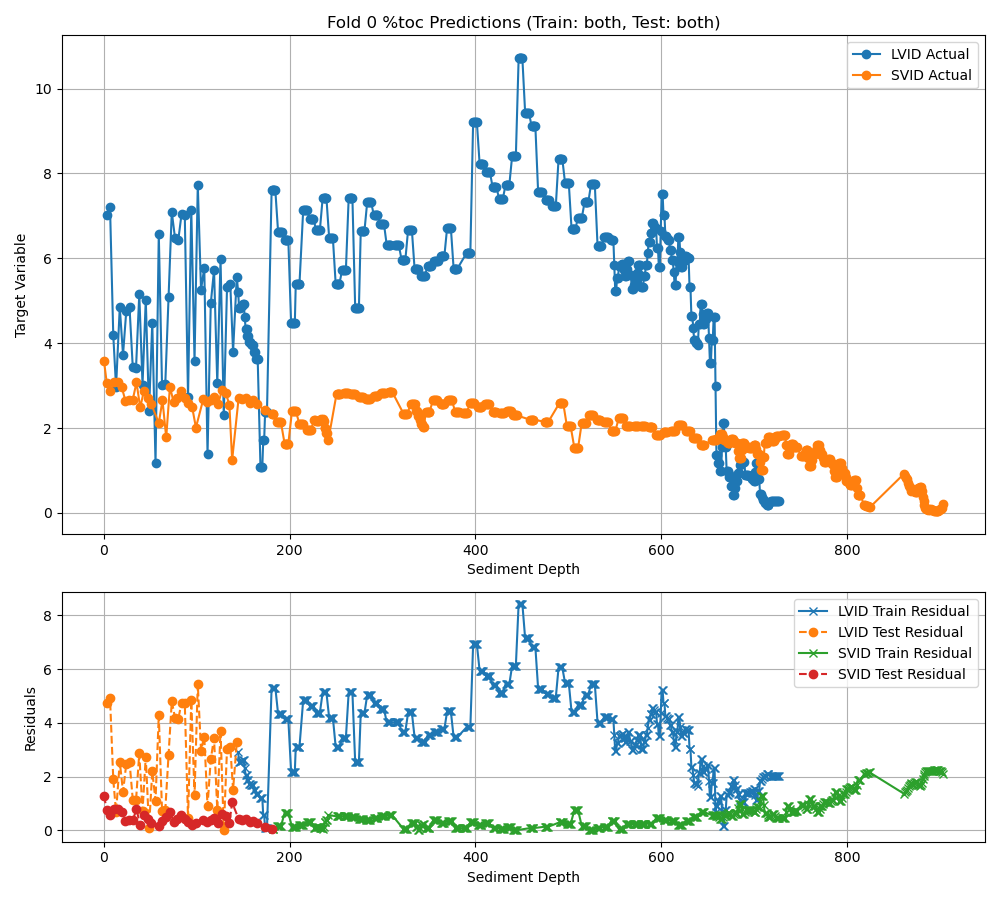 Fold 0 %toc Predictions (Train: both, Test: both)
LVID Actual
SVID Actual
Target Variable
10
8
6
4
2
0
0 200 400 600 800
Sediment Depth
LVID Train Residual
LVID Test Residual
SVID Train Residual
SVID Test Residual
Residuals
8
6
4
2
0
0 200 400 600 800
Sediment Depth